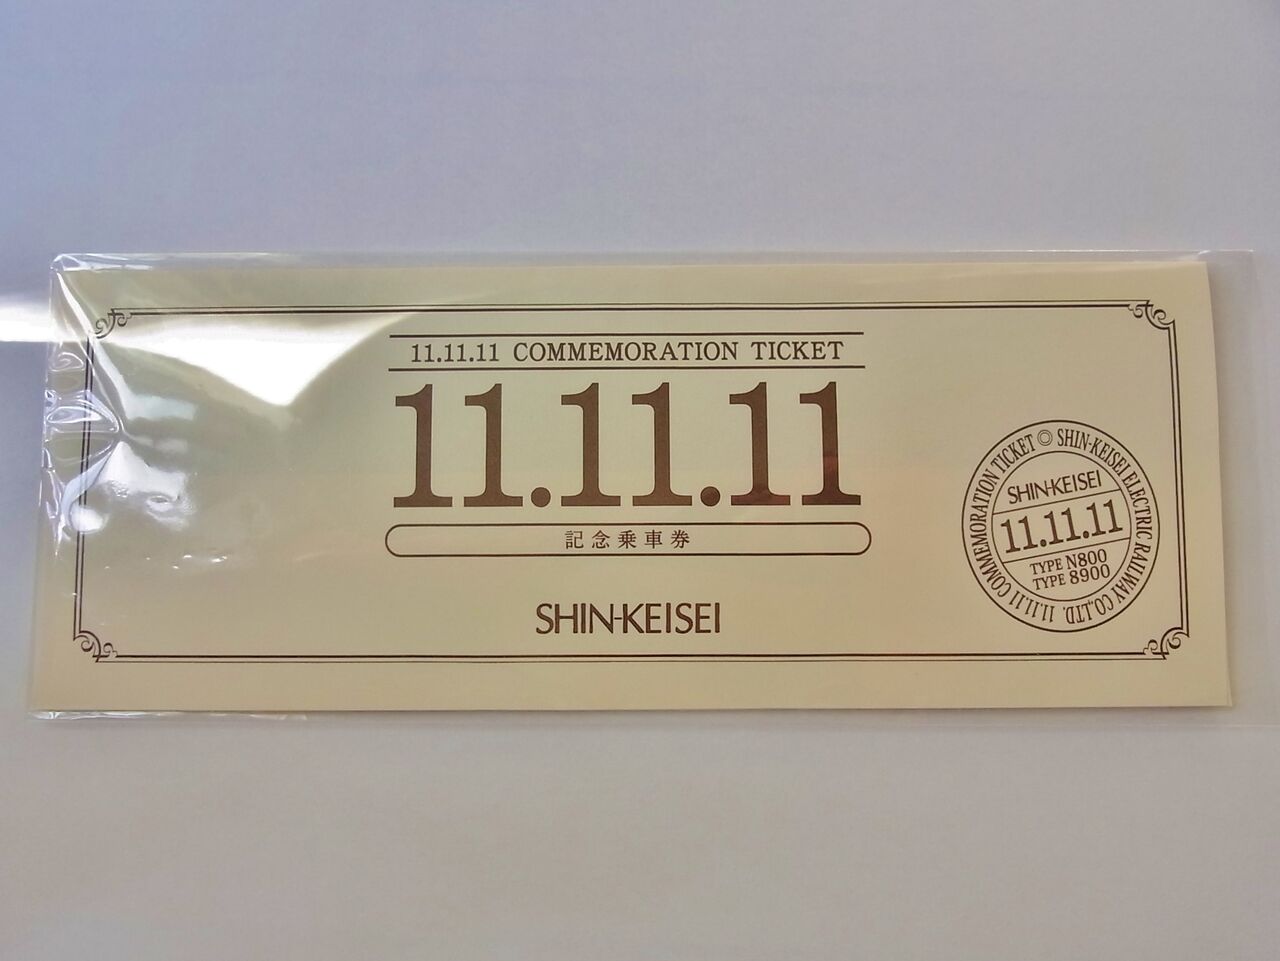 11.11.11 COMMEMORATION TICKET
11.11.11
記念乗車券
SHIN-KEISEI
11.11.11 COMMEMORATION TICKET ◎ SHIN-KEISEI ELECTRIC RAILWAY CO.,LTD.
SHIN-KEISEI
11.11.11
TYPE N800
TYPE 8900